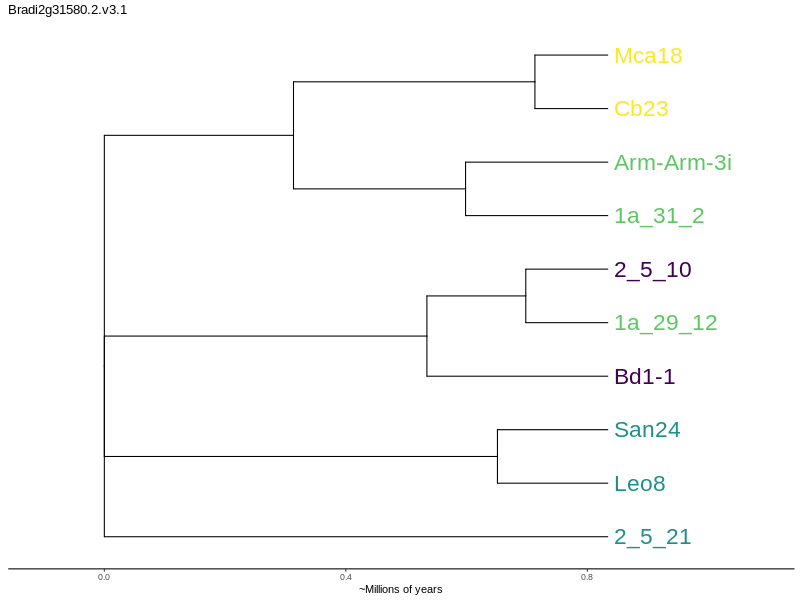 Bradi2g31580.2.v3.1
Mca18
Cb23
Arm-Arm-3i
1a_31_2
2_5_10
1a_29_12
Bd1-1
San24
Leo8
2_5_21
0.0 0.4 0.8
~Millions of years